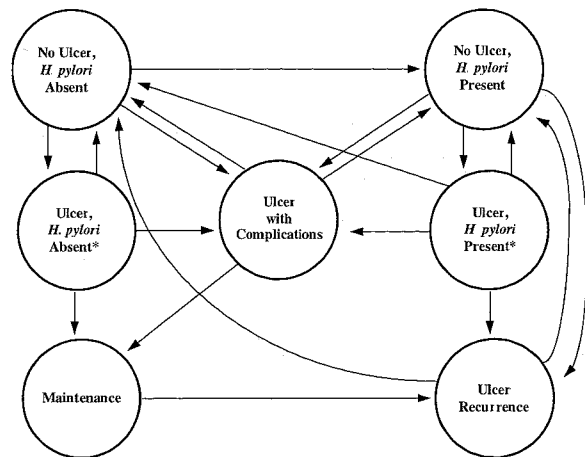 No Ulcer,
H. pylori
Absent
No Ulcer,
H. pylori
Present
Ulcer,
H. pylori
Absent*
Ulcer
with
Complications
Ulcer,
H pylori
Present*
Maintenance
Ulcer
Recurrence